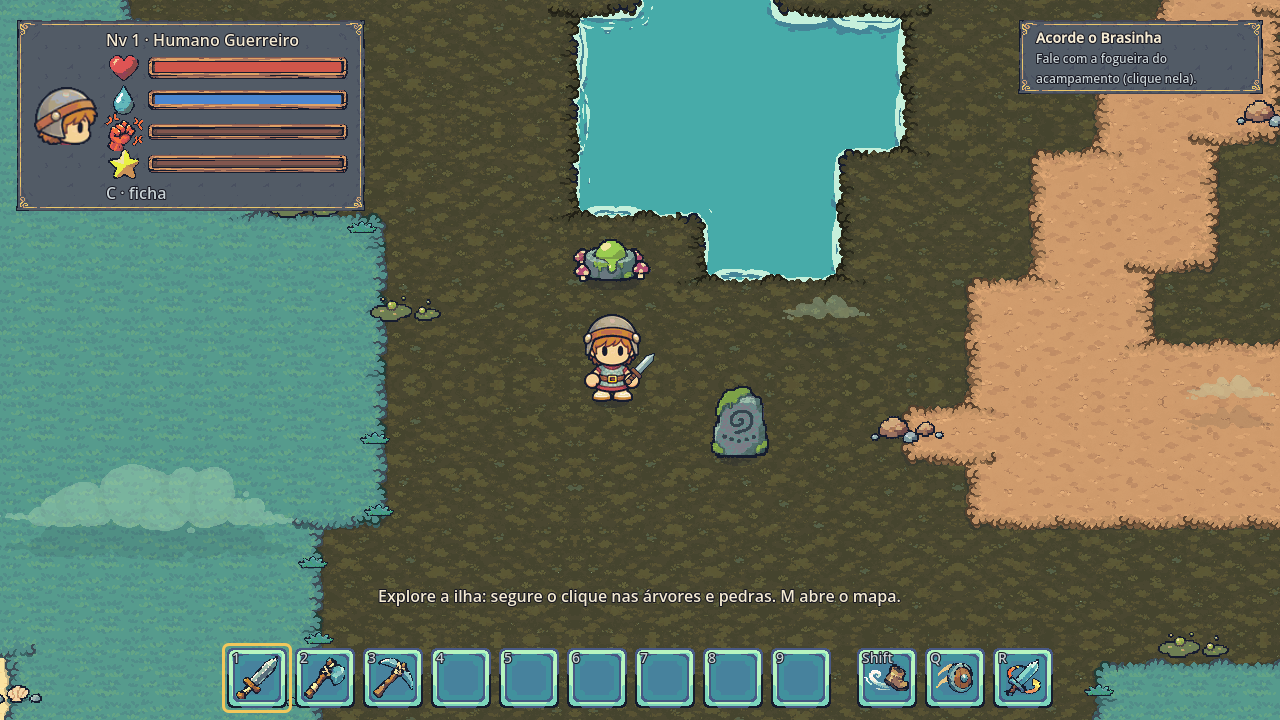 Nv 1 · Humano Guerreiro
C · ficha
Acorde o Brasinha
Fale com a fogueira do
acampamento (clique nela).
Explore a ilha: segure o clique nas árvores e pedras. M abre o mapa.
1 2 3 4 5 6 7 8 9 Shift Q R